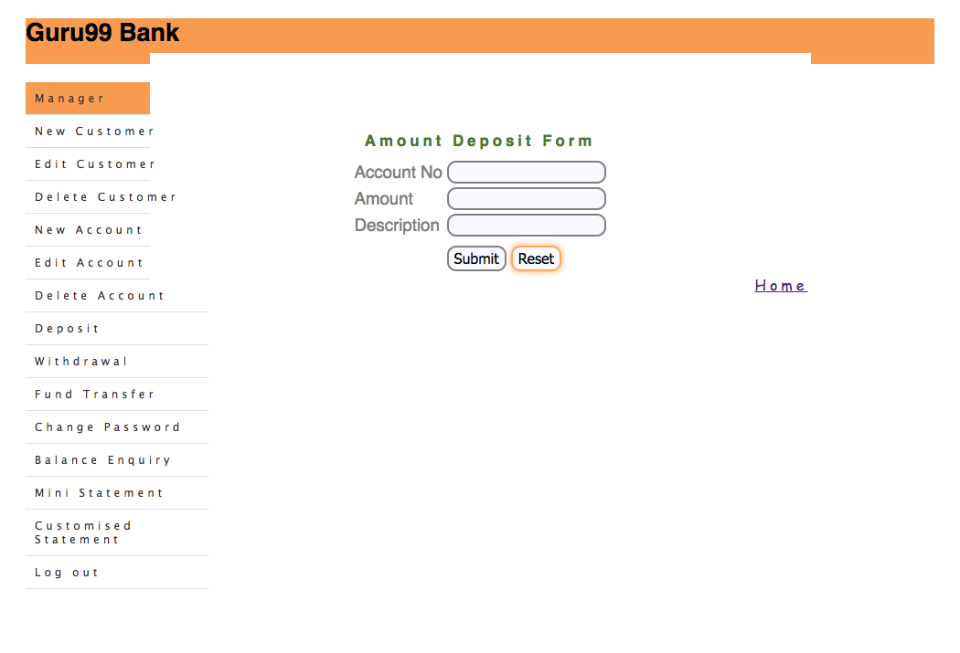 Guru99 Bank
Manager
New Customer
Edit Customer
Delete Customer
New Account
Edit Account
Delete Account
Deposit
Withdrawal
Fund Transfer
Change Password
Balance Enquiry
Mini Statement
Customised
Statement
Log out
Amount Deposit Form
Account No
Amount
Description
Submit Reset
Home